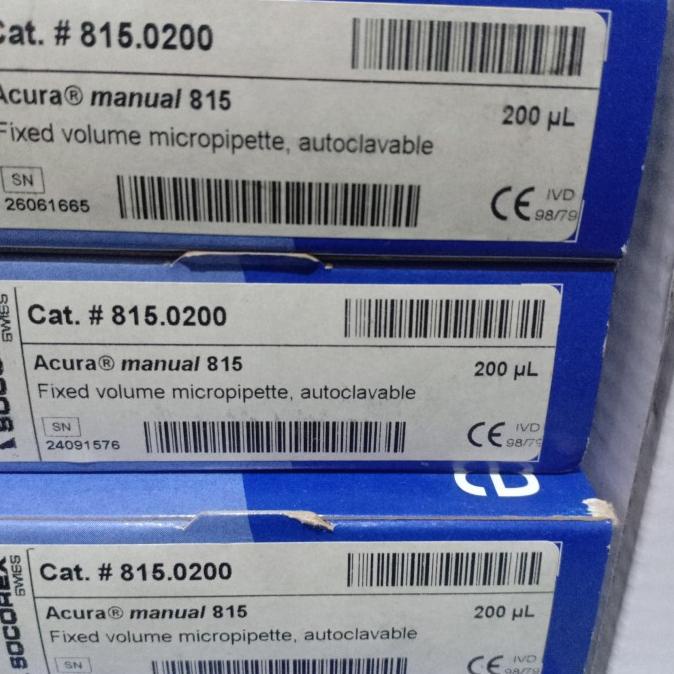 Cat. # 815.0200
Acura® manual 815
200 µL
Fixed volume micropipette, autoclavable
SN
26061665
CE IVD
98/79
SOCOREX
SWISS
Cat. # 815.0200
Acura® manual 815
200 µL
Fixed volume micropipette, autoclavable
SN
24091576
CE IVD
98/79
SOCOREX
SWISS
Cat. # 815.0200
Acura® manual 815
200 µL
Fixed volume micropipette, autoclavable
SN
CE IVD
98/79